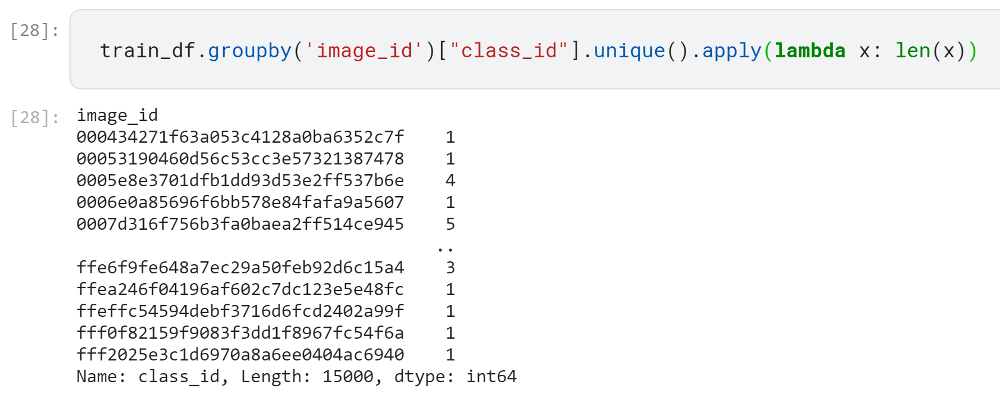 [28]:
train_df.groupby('image_id')["class_id"].unique().apply(lambda x: len(x))
[28]:
image_id
000434271f63a053c4128a0ba6352c7f 1
00053190460d56c53cc3e57321387478 1
0005e8e3701dfb1dd93d53e2ff537b6e 4
0006e0a85696f6bb578e84fafa9a5607 1
0007d316f756b3fa0baea2ff514ce945 5
..
ffe6f9fe648a7ec29a50feb92d6c15a4 3
ffea246f04196af602c7dc123e5e48fc 1
ffeffc54594debf3716d6fcd2402a99f 1
fff0f82159f9083f3dd1f8967fc54f6a 1
fff2025e3c1d6970a8a6ee0404ac6940 1
Name: class_id, Length: 15000, dtype: int64